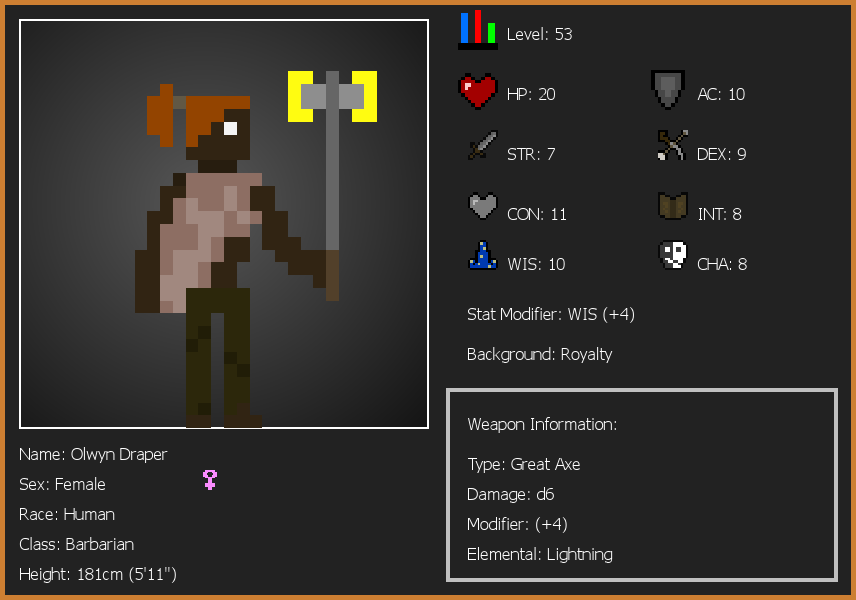 Level: 53
HP: 20
AC: 10
STR: 7
DEX: 9
CON: 11
INT: 8
WIS: 10
CHA: 8
Stat Modifier: WIS (+4)
Background: Royalty
Weapon Information:
Type: Great Axe
Damage: d6
Modifier: (+4)
Elemental: Lightning
Name: Olwyn Draper
Sex: Female
Race: Human
Class: Barbarian
Height: 181cm (5'11")